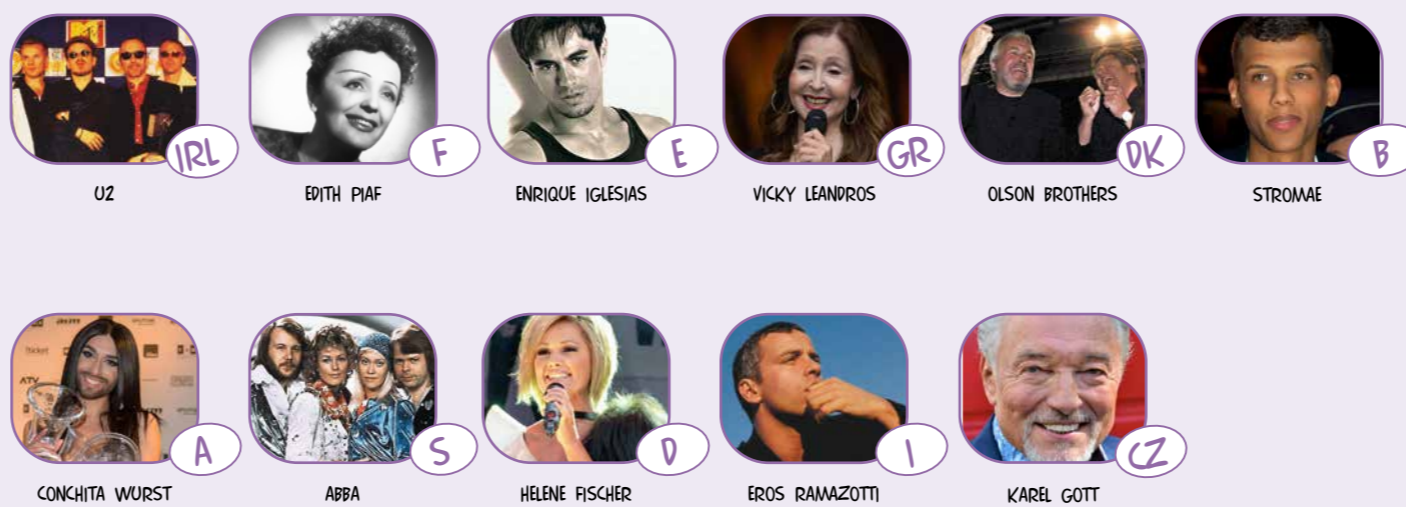 IRL F E GR DK B
U2 EDITH PIAF ENRIQUE IGLESIAS VICKY LEANDROS OLSON BROTHERS STROMAE
A S D I CZ
CONCHITA WURST ABBA HELENE FISCHER EROS RAMAZOTTI KAREL GOTT